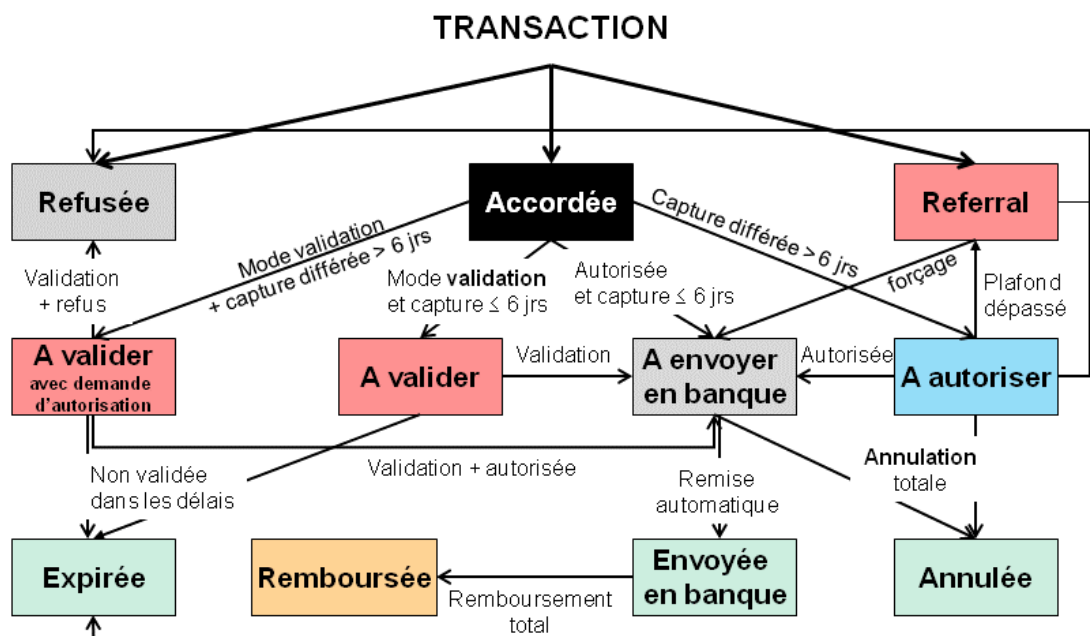 TRANSACTION
Refusée
Accordée
Referral
Mode validation
+ capture différée > 6 jrs
Capture différée > 6 jrs
Validation
+ refus
Mode validation
et capture ≤ 6 jrs
Autorisée
et capture ≤ 6 jrs
forçage
Plafond
dépassé
A valider
avec demande
d'autorisation
A valider
Validation
A envoyer
en banque
Autorisée
A autoriser
Non validée
dans les délais
Validation + autorisée
Remise
automatique
Annulation
totale
Expirée
Remboursée
Remboursement
total
Envoyée
en banque
Annulée